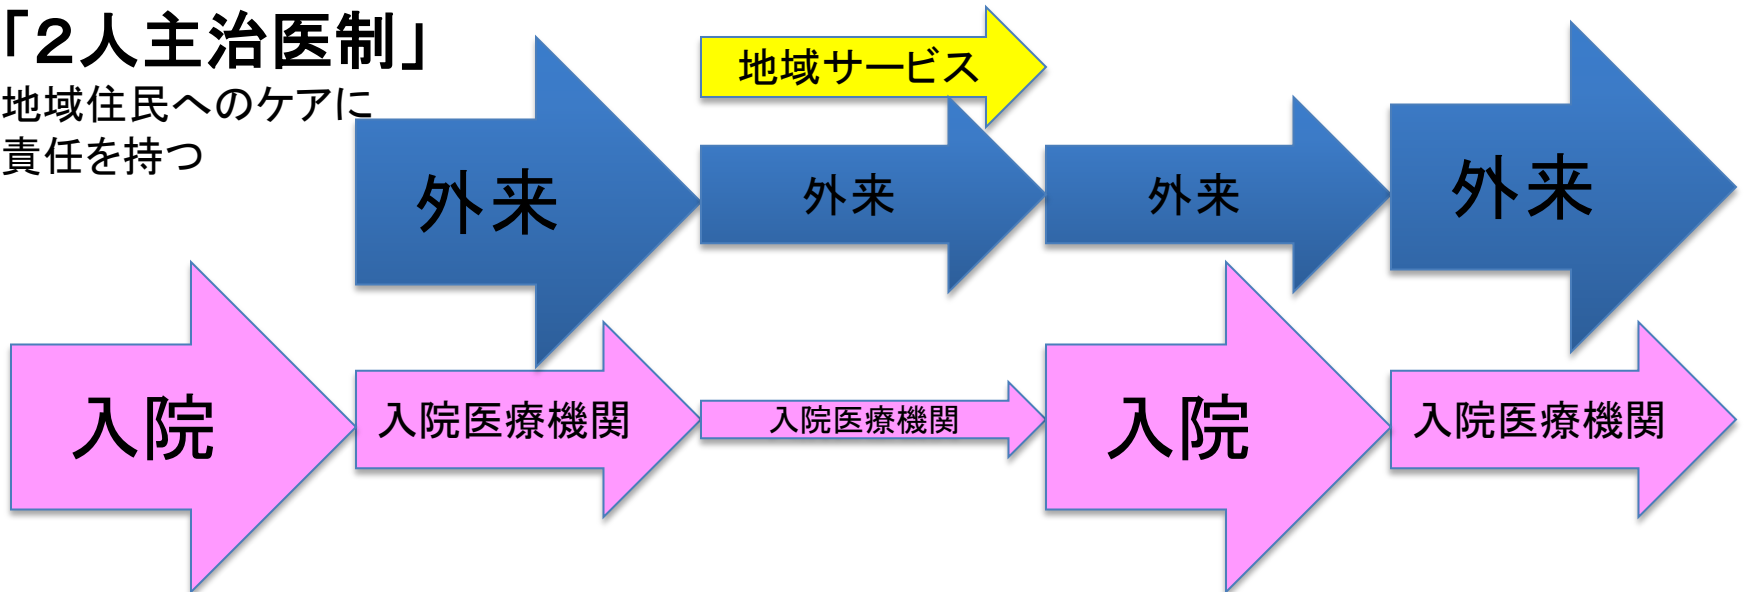 「２人主治医制」
地域住民へのケアに
責任を持つ
地域サービス
外来
外来
外来
外来
入院
入院医療機関
入院医療機関
入院
入院医療機関